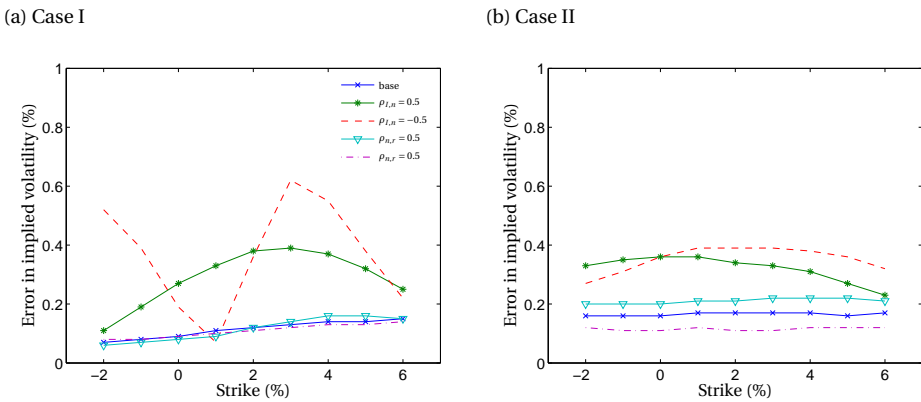 (a) Case I
(b) Case II
1
0.8
0.6
0.4
0.2
0
−2
0
2
4
6
Strike (%)
Error in implied volatility (%)
base
ρI,n = 0.5
ρI,n = −0.5
ρn,r = 0.5
ρn,r = 0.5
1
0.8
0.6
0.4
0.2
0
−2
0
2
4
6
Strike (%)
Error in implied volatility (%)